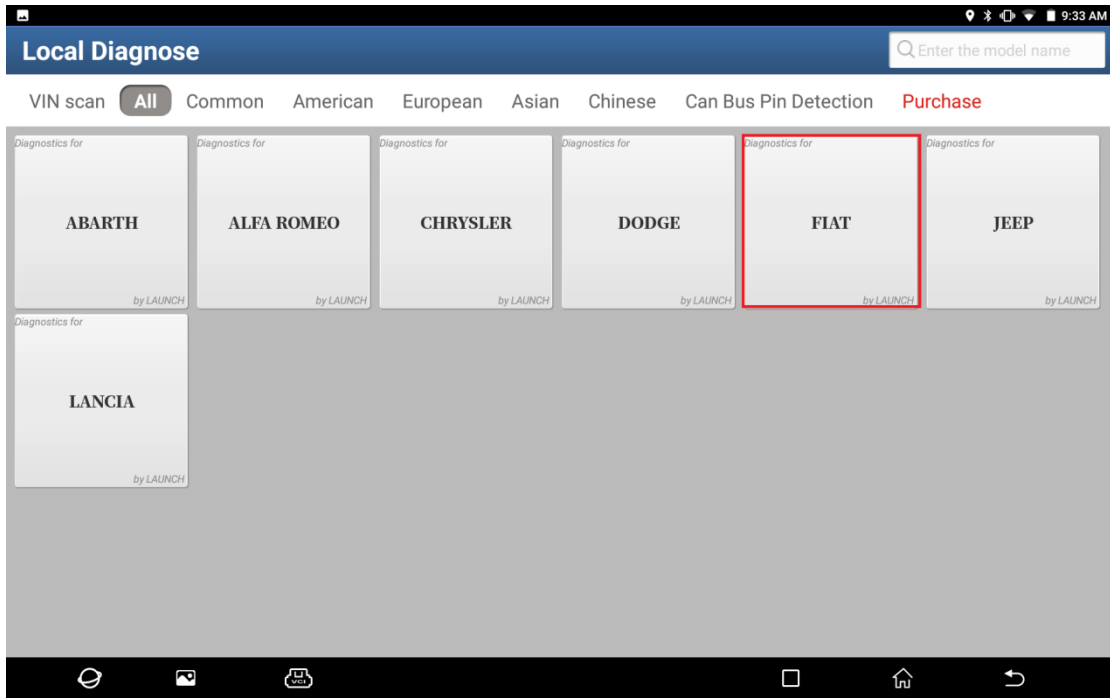 9:33 AM
Local Diagnose
Enter the model name
VIN scan All Common American European Asian Chinese Can Bus Pin Detection Purchase
Diagnostics for
ABARTH
by LAUNCH
Diagnostics for
ALFA ROMEO
by LAUNCH
Diagnostics for
CHRYSLER
by LAUNCH
Diagnostics for
DODGE
by LAUNCH
Diagnostics for
FIAT
by LAUNCH
Diagnostics for
JEEP
by LAUNCH
Diagnostics for
LANCIA
by LAUNCH
VCI